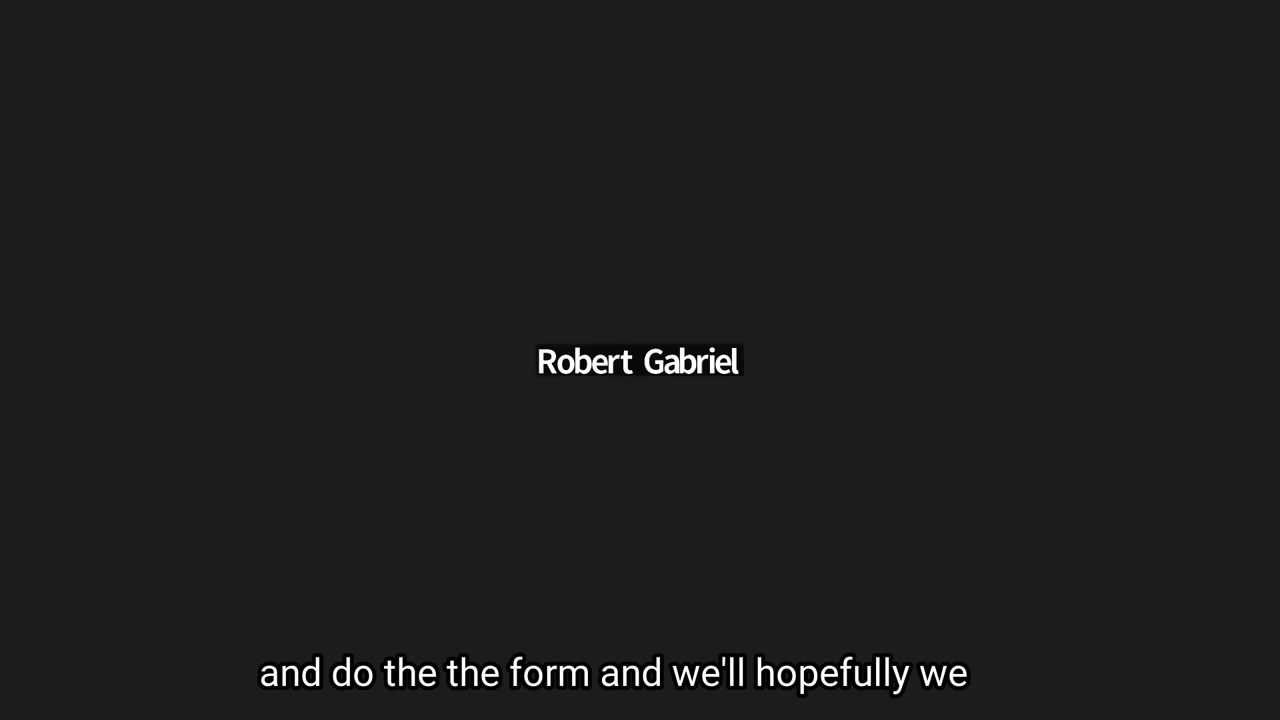 Robert Gabriel
and do the the form and we'll hopefully we